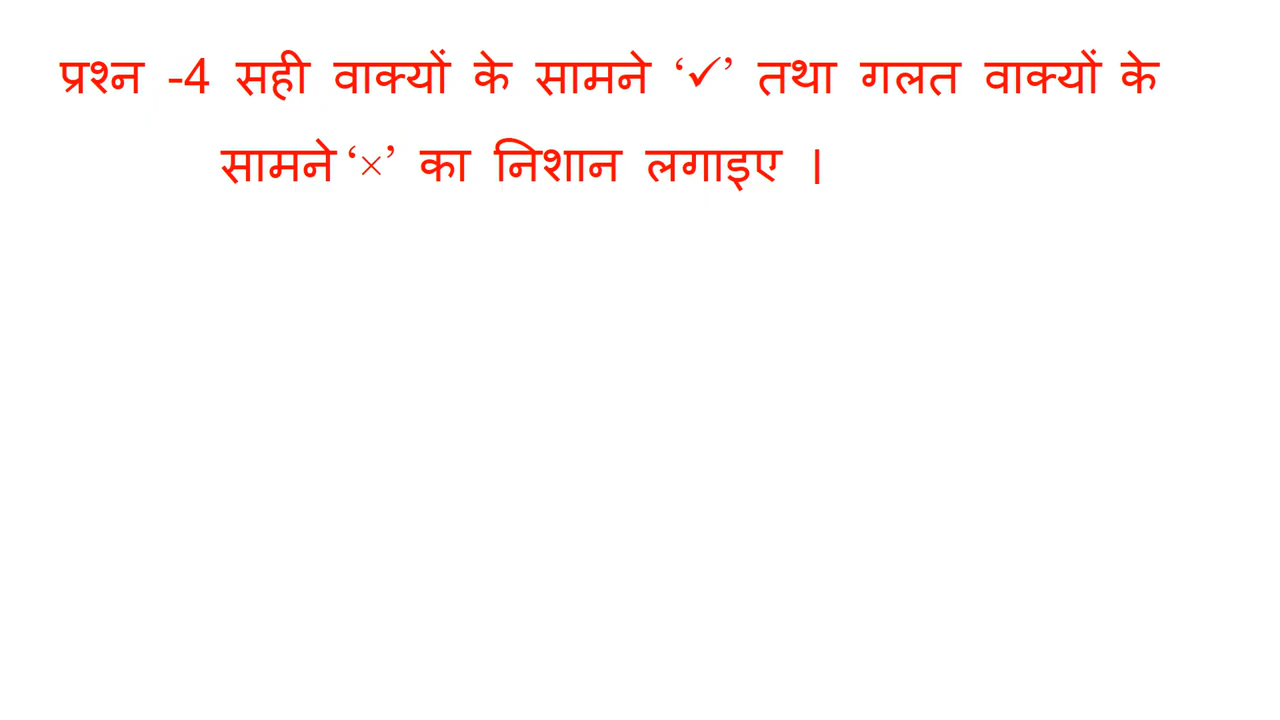 प्रश्न -4 सही वाक्यों के सामने ‘✓’ तथा गलत वाक्यों के
सामने ‘×’ का निशान लगाइए ।